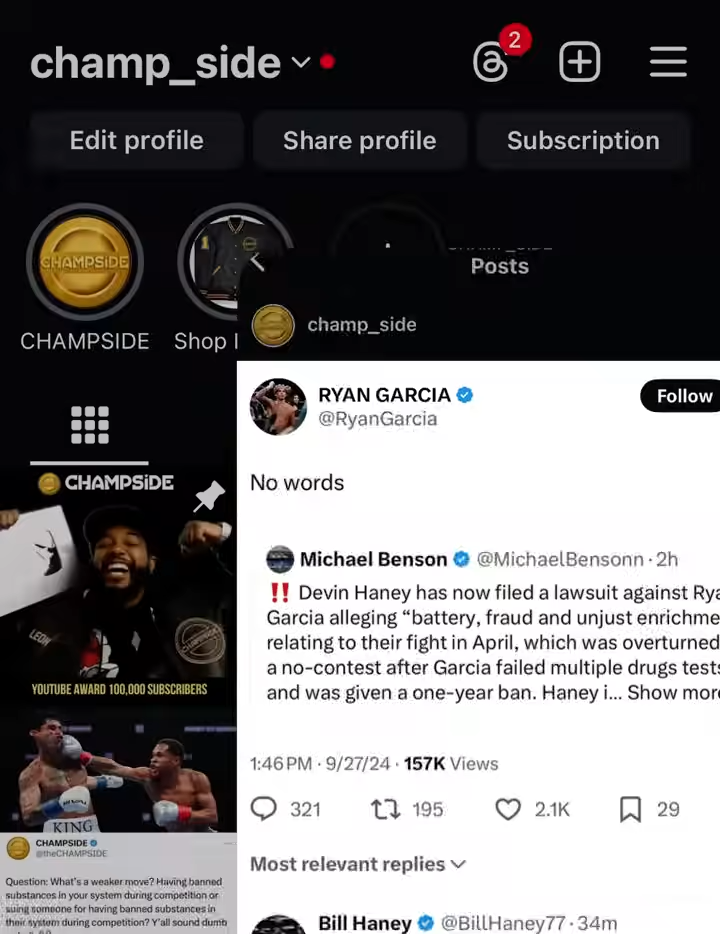 champ_side
2
Edit profile
Share profile
Subscription
CHAMPSiDE
1
CHAMPSIDE
Shop
Posts
champ_side
RYAN GARCIA
@RyanGarcia
Follow
No words
Michael Benson @MichaelBensonn · 2h
‼️ Devin Haney has now filed a lawsuit against Rya
Garcia alleging “battery, fraud and unjust enrichme
relating to their fight in April, which was overturned
a no-contest after Garcia failed multiple drugs tests
and was given a one-year ban. Haney i... Show more
1:46 PM · 9/27/24 · 157K Views
321
195
2.1K
29
Most relevant replies
Bill Haney @BillHaney77 · 34m
CHAMPSiDE
LEON
YOUTUBE AWARD 100,000 SUBSCRIBERS
KING
CHAMPSIDE
@theCHAMPSIDE
Question: What's a weaker move? Having banned
substances in your system during competition or
suing someone for having banned substances in
their system during competition? Y'all sound dumb